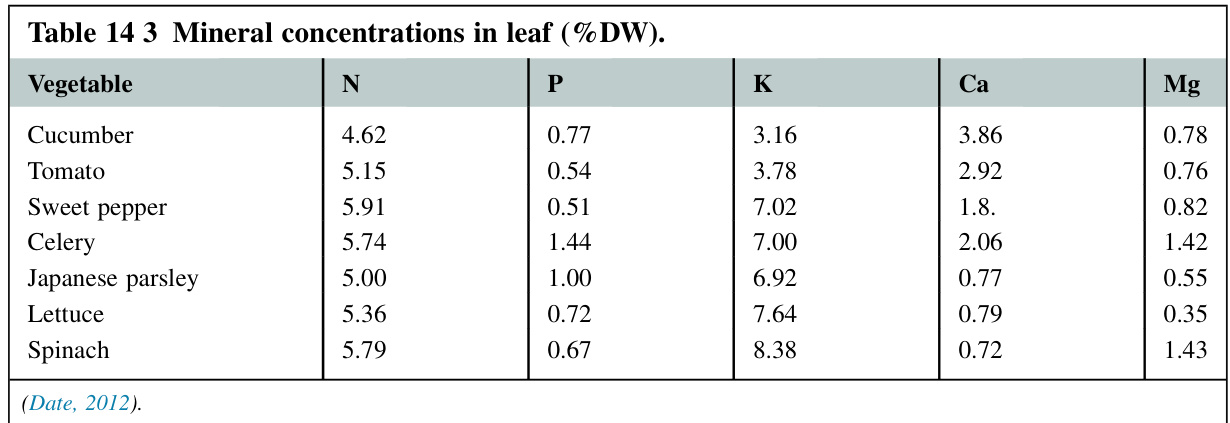 Table 14 3 Mineral concentrations in leaf (%DW).
Vegetable N P K Ca Mg
Cucumber 4.62 0.77 3.16 3.86 0.78
Tomato 5.15 0.54 3.78 2.92 0.76
Sweet pepper 5.91 0.51 7.02 1.8. 0.82
Celery 5.74 1.44 7.00 2.06 1.42
Japanese parsley 5.00 1.00 6.92 0.77 0.55
Lettuce 5.36 0.72 7.64 0.79 0.35
Spinach 5.79 0.67 8.38 0.72 1.43
(Date, 2012).